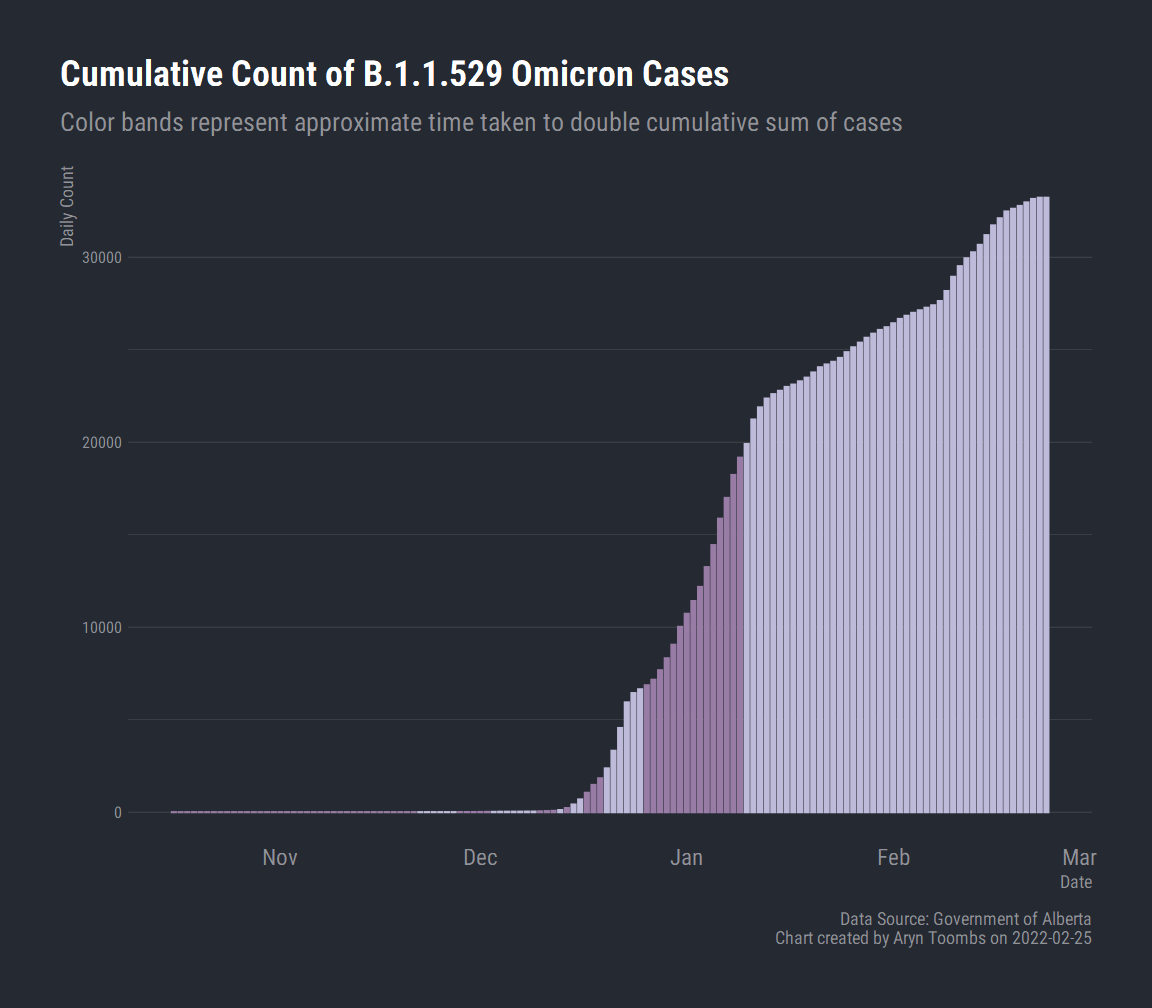 Cumulative Count of B.1.1.529 Omicron Cases
Color bands represent approximate time taken to double cumulative sum of cases
Daily Count
30000
20000
10000
0
Nov Dec Jan Feb Mar
Date
Data Source: Government of Alberta
Chart created by Aryn Toombs on 2022-02-25